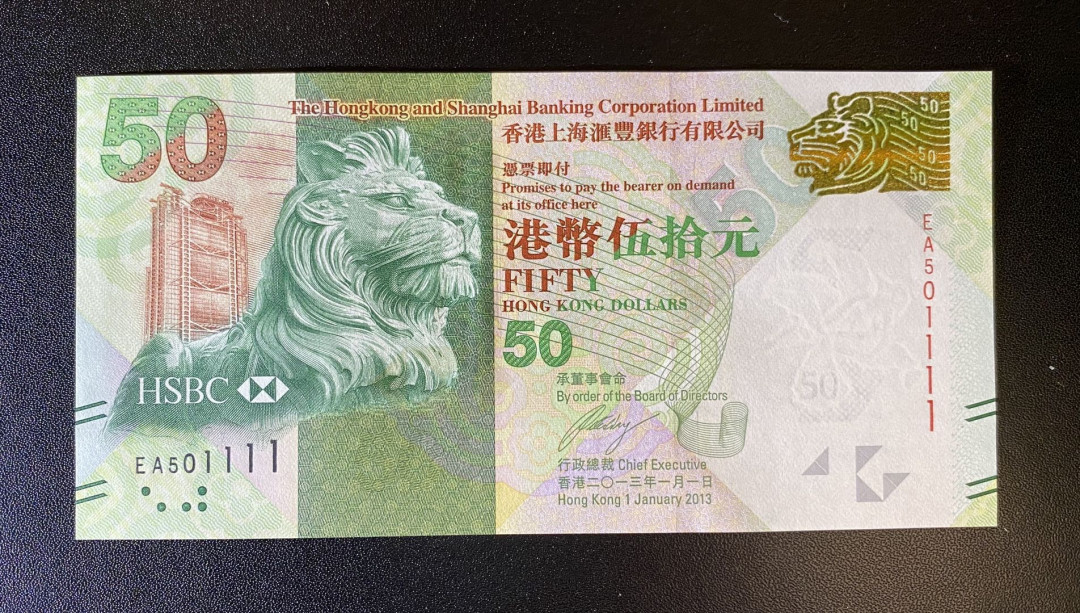 50
The Hongkong and Shanghai Banking Corporation Limited
香港上海滙豐銀行有限公司
50
50
50
50
憑票即付
Promises to pay the bearer on demand
at its office here
港幣伍拾元
FIFTY
HONG KONG DOLLARS
50
EA501111
50
承董事會命
By order of the Board of Directors
HSBC
EA501111
行政總裁 Chief Executive
香港二〇一三年一月一日
Hong Kong 1 January 2013